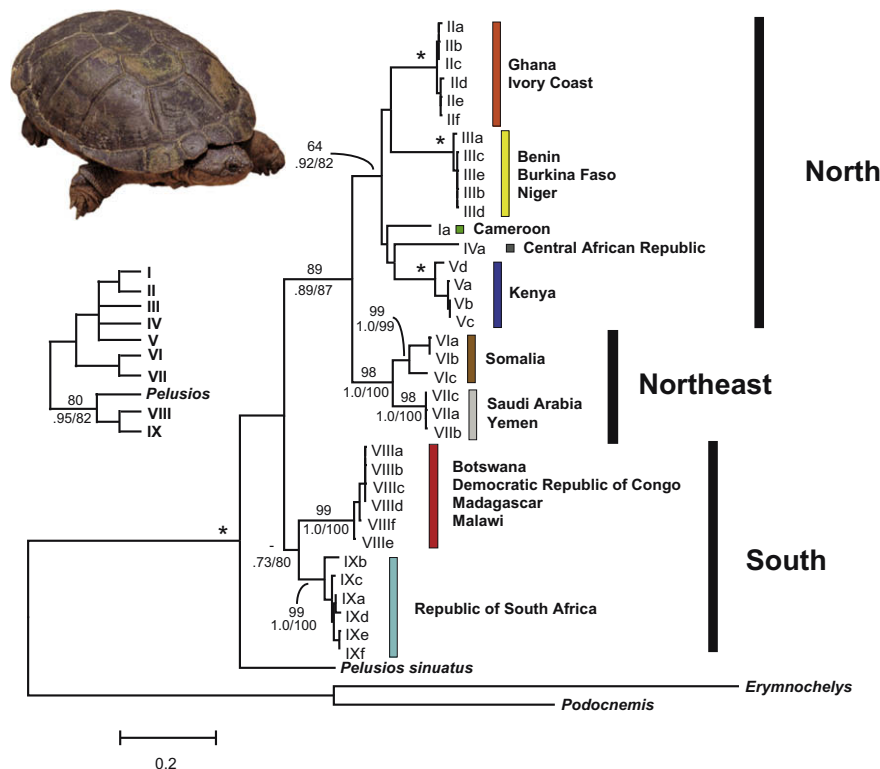 IIa
IIb
IIc
IId
IIe
IIf
Ghana
Ivory Coast
*
IIIa
IIIc
IIIe
IIIb
IIId
Benin
Burkina Faso
Niger
*
64
.92/82
North
Ia
Cameroon
IVa
Central African Republic
*
Vd
Va
Vb
Vc
Kenya
89
.89/87
99
1.0/99
VIa
VIb
VIc
Somalia
98
1.0/100
98
1.0/100
VIIc
VIIa
VIIb
Saudi Arabia
Yemen
Northeast
I
II
III
IV
V
VI
VII
Pelusios
VIII
IX
80
.95/82
VIIIa
VIIIb
VIIIc
VIIId
VIIIf
VIIIe
Botswana
Democratic Republic of Congo
Madagascar
Malawi
99
1.0/100
*
-
.73/80
South
IXb
IXc
IXa
IXd
IXe
IXf
Republic of South Africa
99
1.0/100
Pelusios sinuatus
Erymnochelys
Podocnemis
0.2